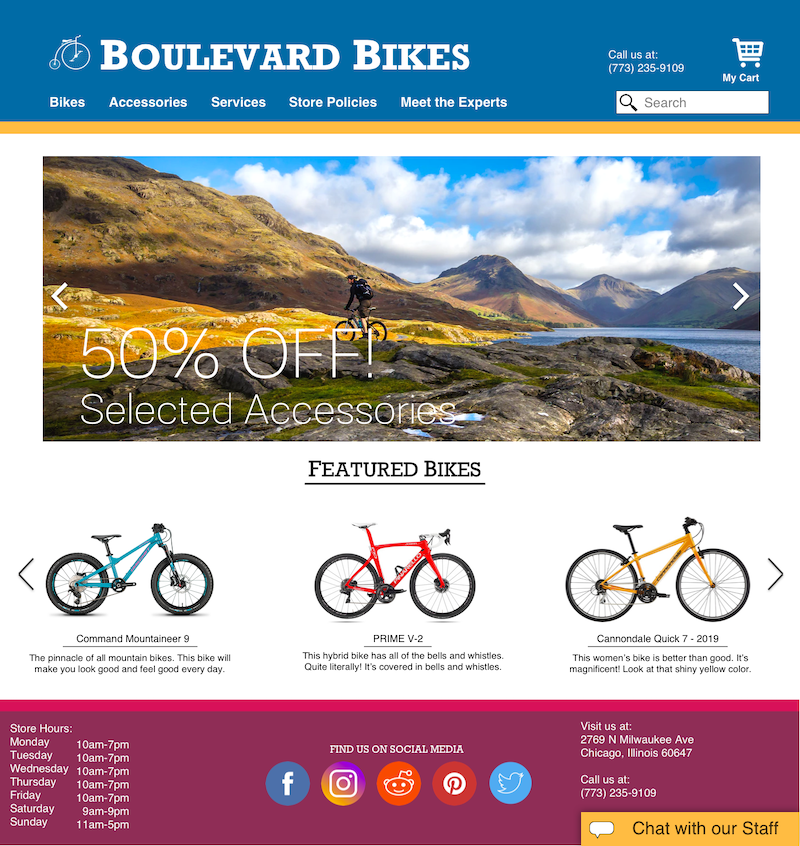 BOULEVARD BIKES
Call us at:
(773) 235-9109
My Cart
Bikes Accessories Services Store Policies Meet the Experts
Search
50% OFF!
Selected Accessories
FEATURED BIKES
Command Mountaineer 9
The pinnacle of all mountain bikes. This bike will
make you look good and feel good every day.
PRIME V-2
This hybrid bike has all of the bells and whistles.
Quite literally! It's covered in bells and whistles.
Cannondale Quick 7 - 2019
This women's bike is better than good. It's
magnificent! Look at that shiny yellow color.
Store Hours:
Monday 10am-7pm
Tuesday 10am-7pm
Wednesday 10am-7pm
Thursday 10am-7pm
Friday 10am-7pm
Saturday 9am-9pm
Sunday 11am-5pm
FIND US ON SOCIAL MEDIA
Visit us at:
2769 N Milwaukee Ave
Chicago, Illinois 60647
Call us at:
(773) 235-9109
Chat with our Staff